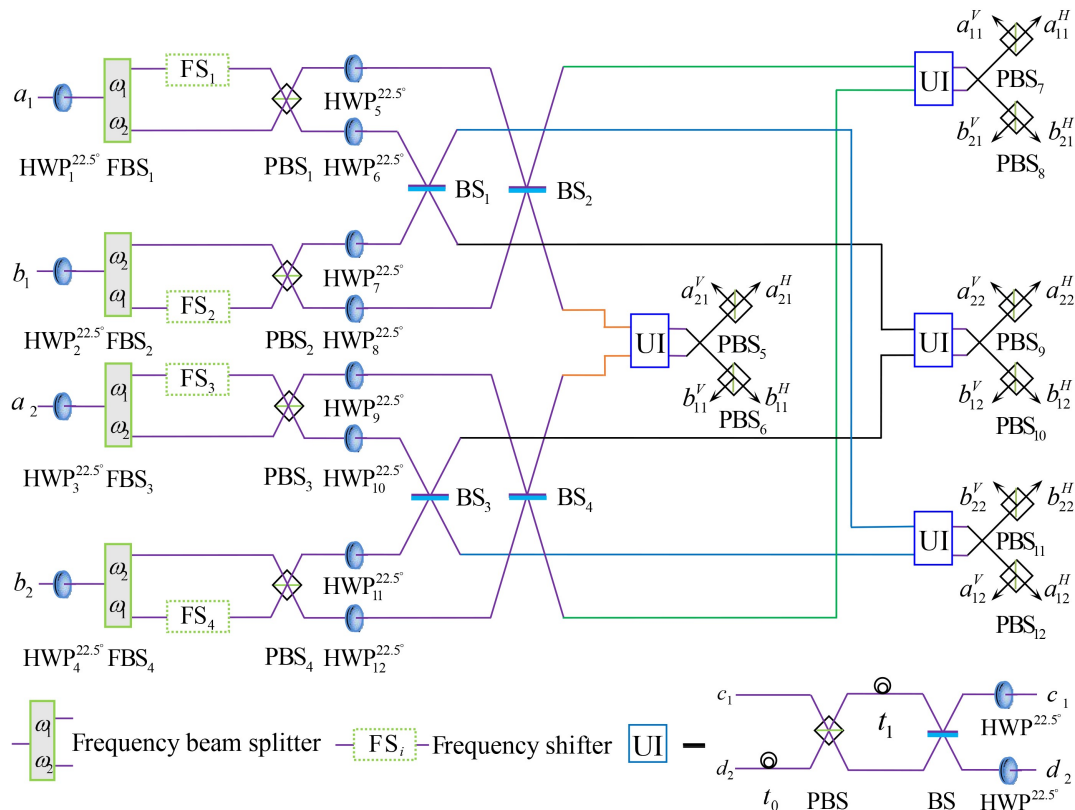 a₁
HWP₁^22.5° FBS₁
ω₁
ω₂
FS₁
PBS₁
HWP₅^22.5°
HWP₆^22.5°
BS₁
BS₂
UI
a₁₁^V
a₁₁^H
PBS₇
b₂₁^V
b₂₁^H
PBS₈
b₁
HWP₂^22.5° FBS₂
ω₂
ω₁
FS₂
PBS₂
HWP₇^22.5°
HWP₈^22.5°
UI
a₂₁^V
a₂₁^H
PBS₅
b₁₁^V
b₁₁^H
PBS₆
UI
a₂₂^V
a₂₂^H
PBS₉
b₁₂^V
b₁₂^H
PBS₁₀
a₂
HWP₃^22.5° FBS₃
ω₁
ω₂
FS₃
PBS₃
HWP₉^22.5°
HWP₁₀^22.5°
BS₃
BS₄
UI
b₂₂^V
b₂₂^H
PBS₁₁
a₁₂^V
a₁₂^H
PBS₁₂
b₂
HWP₄^22.5° FBS₄
ω₂
ω₁
FS₄
PBS₄
HWP₁₁^22.5°
HWP₁₂^22.5°
ω₁
ω₂
Frequency beam splitter
FSᵢ
Frequency shifter
UI
c₁
d₂
t₀
PBS
t₁
BS
HWP^22.5°
c₁
d₂
HWP^22.5°